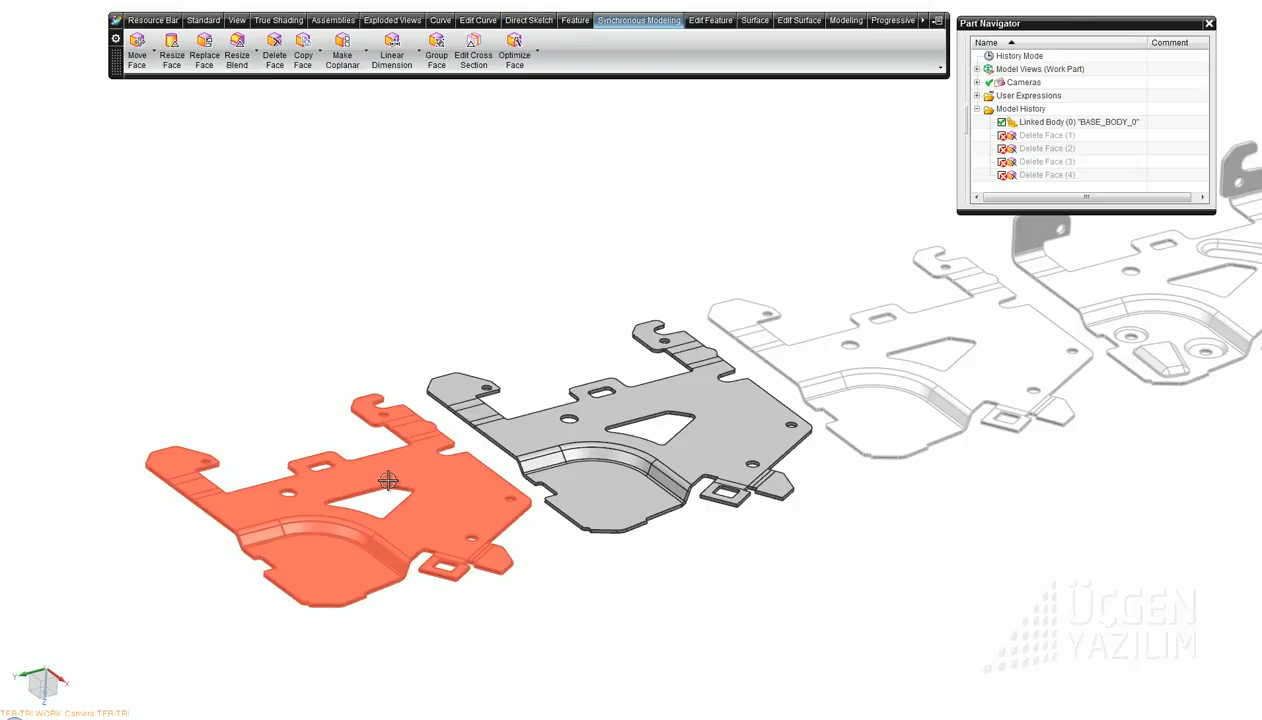 Resource Bar Standard View True Shading Assemblies Exploded Views Curve Edit Curve Direct Sketch Feature Synchronous Modeling Edit Feature Surface Edit Surface Modeling Progressive
Move Face
Resize Face
Replace Face
Resize Blend
Delete Face
Copy Face
Make Coplanar
Linear Dimension
Group Face
Edit Cross Section
Optimize Face
Part Navigator
Name Comment
History Mode
Model Views (Work Part)
Cameras
User Expressions
Model History
Linked Body (0) "BASE_BODY_0"
Delete Face (1)
Delete Face (2)
Delete Face (3)
Delete Face (4)
ÜÇGEN
YAZILIM
Y
X
Z
TFR-TRI WORK Camera TFR-TRI